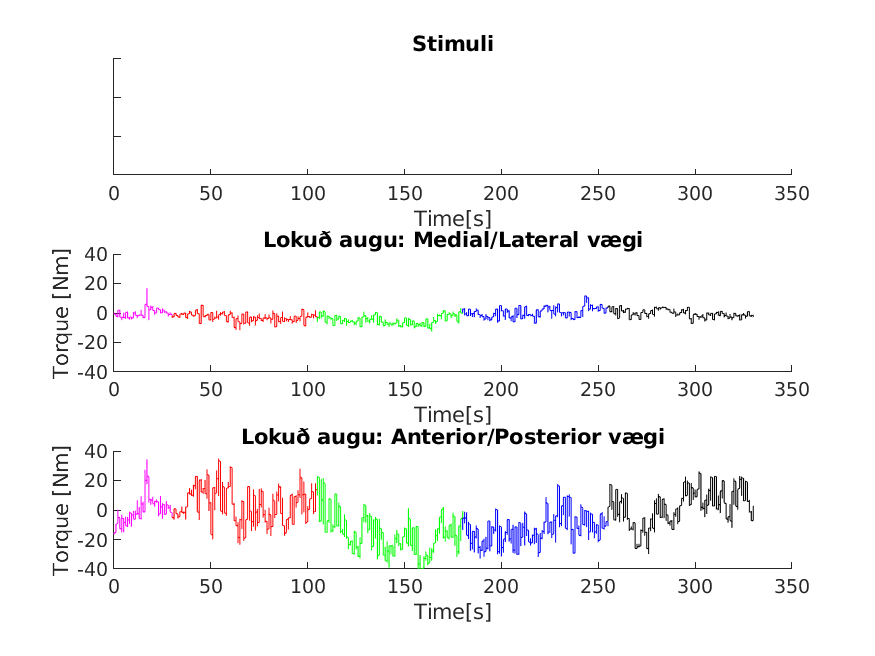 Stimuli
0 50 100 150 200 250 300 350
Time[s]
Lokuð augu: Medial/Lateral vægi
Torque [Nm]
40
20
0
-20
-40
0 50 100 150 200 250 300 350
Time[s]
Lokuð augu: Anterior/Posterior vægi
Torque [Nm]
40
20
0
-20
-40
0 50 100 150 200 250 300 350
Time[s]